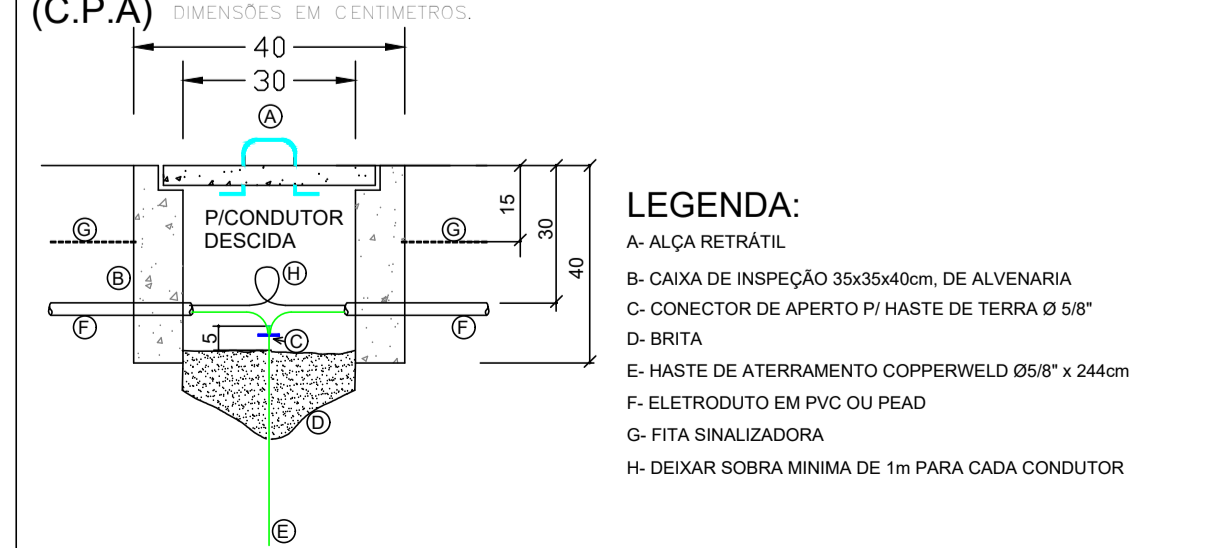 (C.P.A) DIMENSÕES EM CENTIMETROS.
40
30
A
P/CONDUTOR
DESCIDA
15
30
40
G
G
B
H
F
F
5
C
D
E
LEGENDA:
A- ALÇA RETRÁTIL
B- CAIXA DE INSPEÇÃO 35x35x40cm, DE ALVENARIA
C- CONECTOR DE APERTO P/ HASTE DE TERRA Ø 5/8"
D- BRITA
E- HASTE DE ATERRAMENTO COPPERWELD Ø5/8" x 244cm
F- ELETRODUTO EM PVC OU PEAD
G- FITA SINALIZADORA
H- DEIXAR SOBRA MINIMA DE 1m PARA CADA CONDUTOR